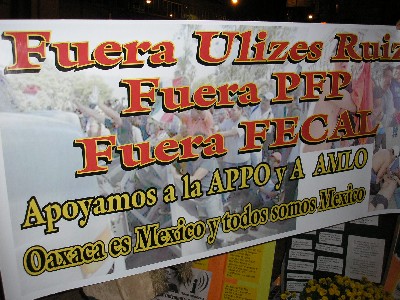 Fuera Ulizes Ruiz
Fuera PFP
Fuera FECAL
Apoyamos a la APPO y A AMLO
Oaxaca es Mexico y todos somos Mexico